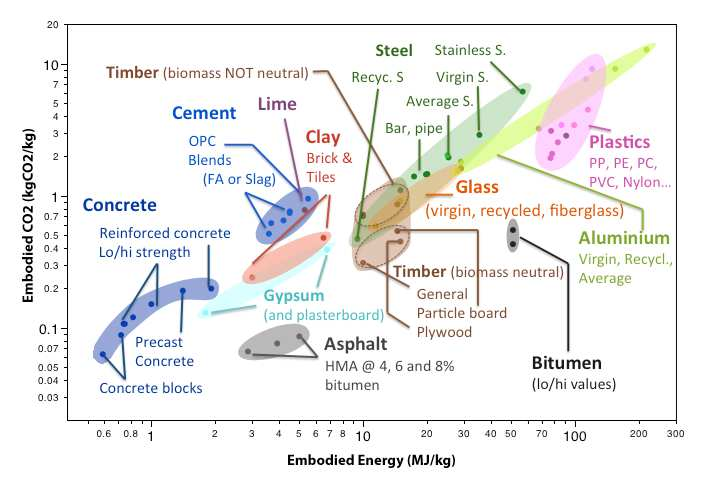 Embodied CO2 (kgCO2/kg)
20
10
7
5
4
3
2
1
0.7
0.5
0.4
0.3
0.2
0.1
0.07
0.05
0.04
0.03
Steel
Stainless S.
Timber (biomass NOT neutral)
Recyc. S
Virgin S.
Average S.
Bar, pipe
Lime
Cement
OPC
Blends
(FA or Slag)
Clay
Brick &
Tiles
Plastics
PP, PE, PC,
PVC, Nylon...
Glass
(virgin, recycled, fiberglass)
Concrete
Reinforced concrete
Lo/hi strength
Aluminium
Virgin, Recycl.,
Average
Timber (biomass neutral)
General
Particle board
Plywood
Gypsum
(and plasterboard)
Precast
Concrete
Concrete blocks
Asphalt
HMA @ 4, 6 and 8%
bitumen
Bitumen
(lo/hi values)
0.6 0.8 1 2 3 4 5 6 7 8 10 20 30 40 50 70 100 200 300
Embodied Energy (MJ/kg)